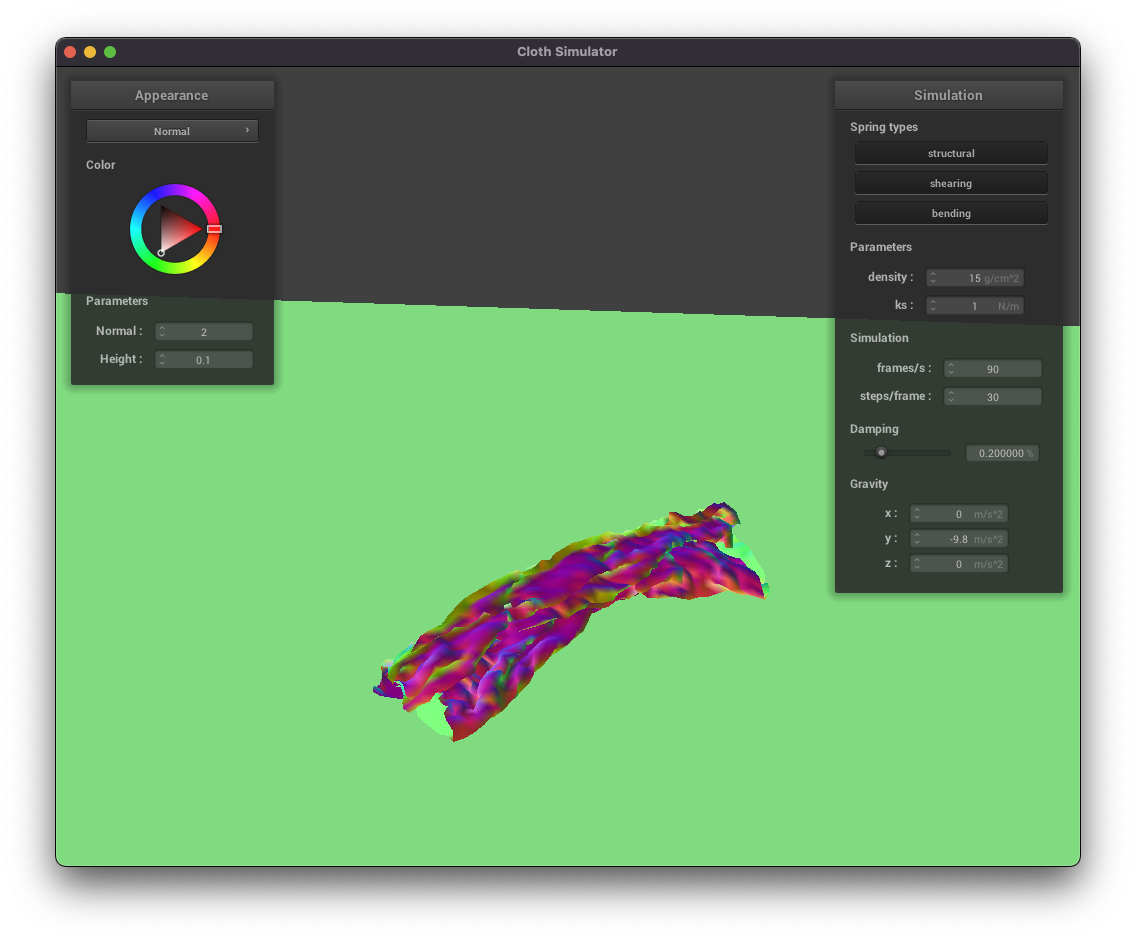 Cloth Simulator
Appearance
Normal
Color
Parameters
Normal : 2
Height : 0.1
Simulation
Spring types
structural
shearing
bending
Parameters
density : 15 g/cm^2
ks : 1 N/m
Simulation
frames/s : 90
steps/frame : 30
Damping
0.200000 %
Gravity
x : 0 m/s^2
y : -9.8 m/s^2
z : 0 m/s^2